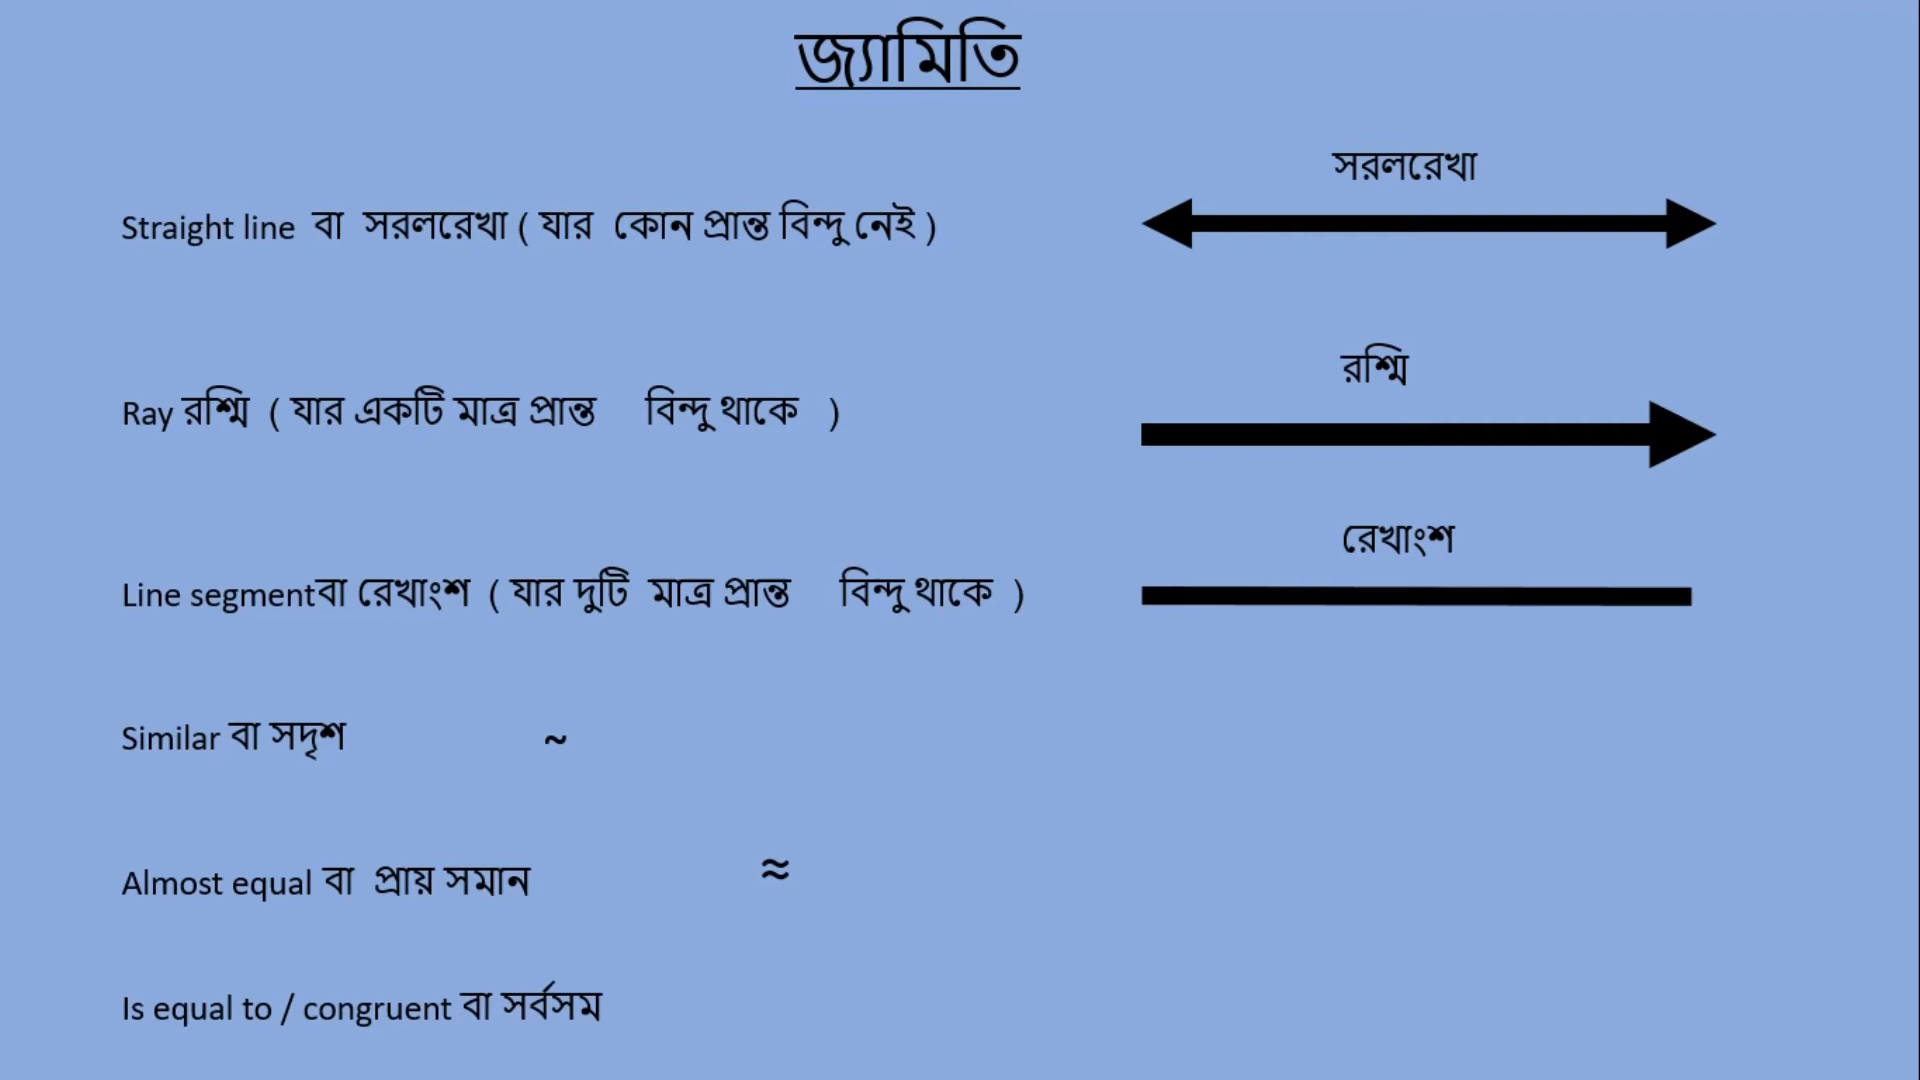 জ্যামিতি
সরলরেখা
Straight line বা সরলরেখা ( যার কোন প্রান্ত বিন্দু নেই )
রশ্মি
Ray রশ্মি ( যার একটি মাত্র প্রান্ত বিন্দু থাকে )
রেখাংশ
Line segmentবা রেখাংশ ( যার দুটি মাত্র প্রান্ত বিন্দু থাকে )
Similar বা সদৃশ ~
Almost equal বা প্রায় সমান ≈
Is equal to / congruent বা সর্বসম